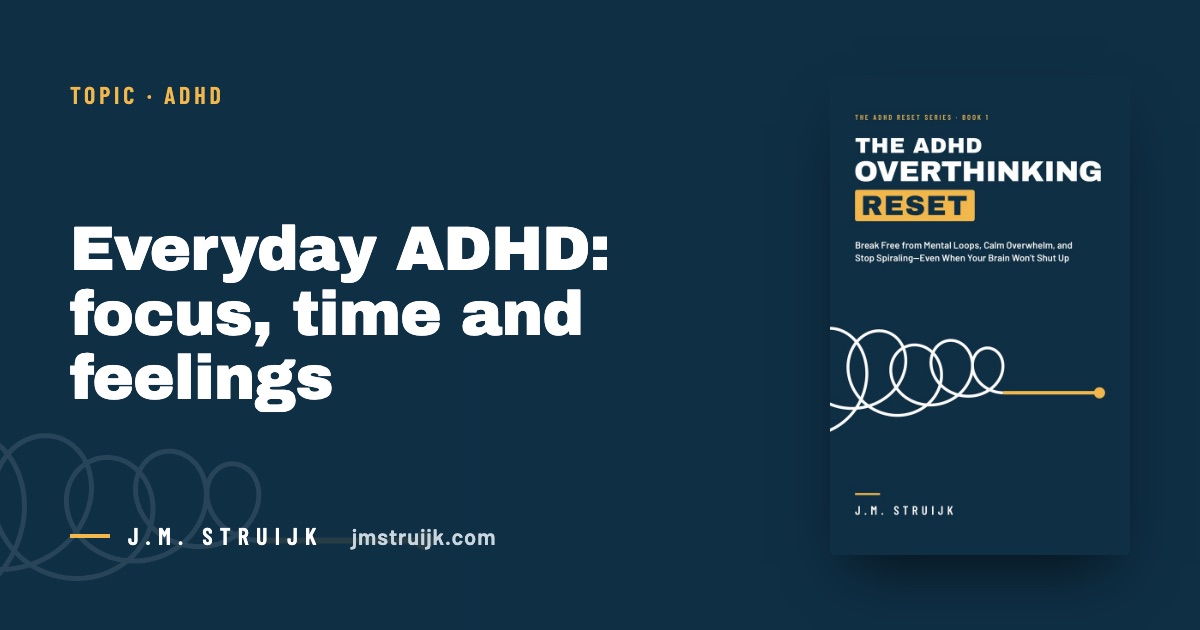 TOPIC · ADHD
Everyday ADHD:
focus, time and
feelings
J.M. STRUIJK jmstruijk.com
THE ADHD RESET SERIES · BOOK 1
THE ADHD
OVERTHINKING
RESET
Break Free from Mental Loops, Calm Overwhelm, and
Stop Spiraling—Even When Your Brain Won't Shut Up
J.M. STRUIJK